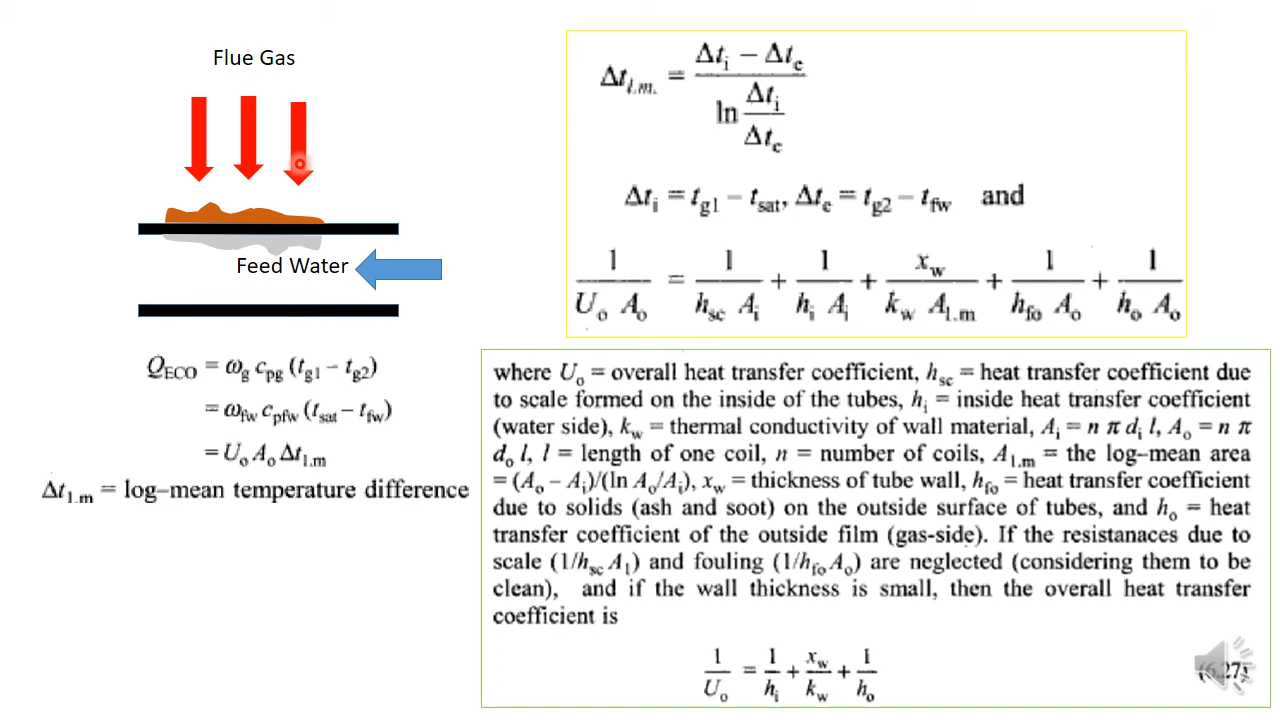 Flue Gas
Feed Water
Q_ECO = ω_g c_pg (t_g1 − t_g2)
= ω_fw c_pfw (t_sat − t_fw)
= U_o A_o Δt_l.m
Δt_l.m = log–mean temperature difference
Δt_l.m. = (Δt_i − Δt_e) / (ln Δt_i / Δt_e)
Δt_i = t_g1 − t_sat, Δt_e = t_g2 − t_fw and
1 / (U_o A_o) = 1 / (h_sc A_i) + 1 / (h_i A_i) + x_w / (k_w A_l.m) + 1 / (h_fo A_o) + 1 / (h_o A_o)
where U_o = overall heat transfer coefficient, h_sc = heat transfer coefficient due
to scale formed on the inside of the tubes, h_i = inside heat transfer coefficient
(water side), k_w = thermal conductivity of wall material, A_i = n π d_i l, A_o = n π
d_o l, l = length of one coil, n = number of coils, A_l.m = the log–mean area
= (A_o − A_i)/(ln A_o/A_i), x_w = thickness of tube wall, h_fo = heat transfer coefficient
due to solids (ash and soot) on the outside surface of tubes, and h_o = heat
transfer coefficient of the outside film (gas-side). If the resistanaces due to
scale (1/h_sc A_i) and fouling (1/h_fo A_o) are neglected (considering them to be
clean), and if the wall thickness is small, then the overall heat transfer
coefficient is
1 / U_o = 1 / h_i + x_w / k_w + 1 / h_o
(6.27)